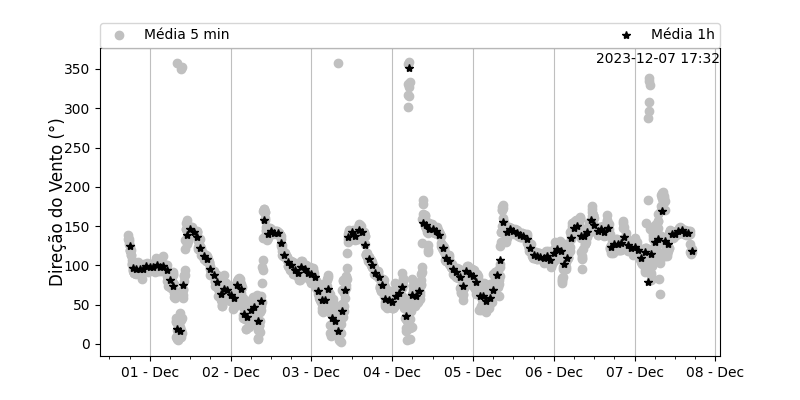 Média 5 min
Média 1h
2023-12-07 17:32
Direção do Vento (°)
350
300
250
200
150
100
50
0
01 - Dec
02 - Dec
03 - Dec
04 - Dec
05 - Dec
06 - Dec
07 - Dec
08 - Dec